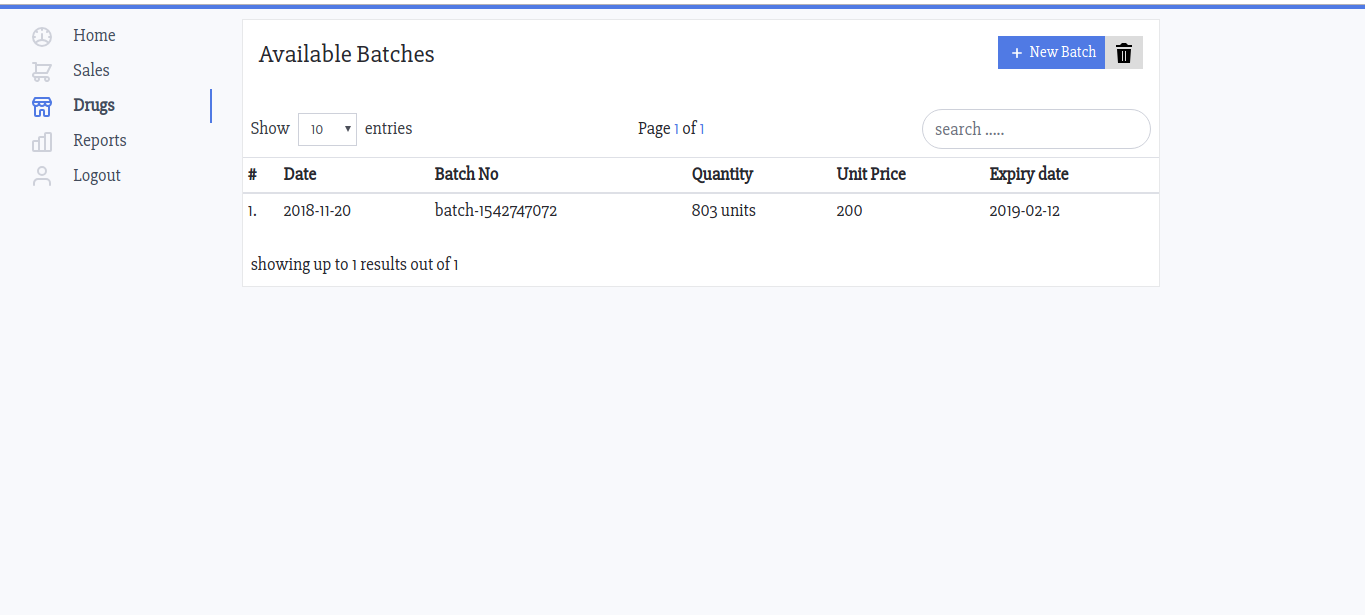 Home
Sales
Drugs
Reports
Logout
Available Batches
+ New Batch
Show 10 entries
Page 1 of 1
search .....
# Date Batch No Quantity Unit Price Expiry date
1. 2018-11-20 batch-1542747072 803 units 200 2019-02-12
showing up to 1 results out of 1